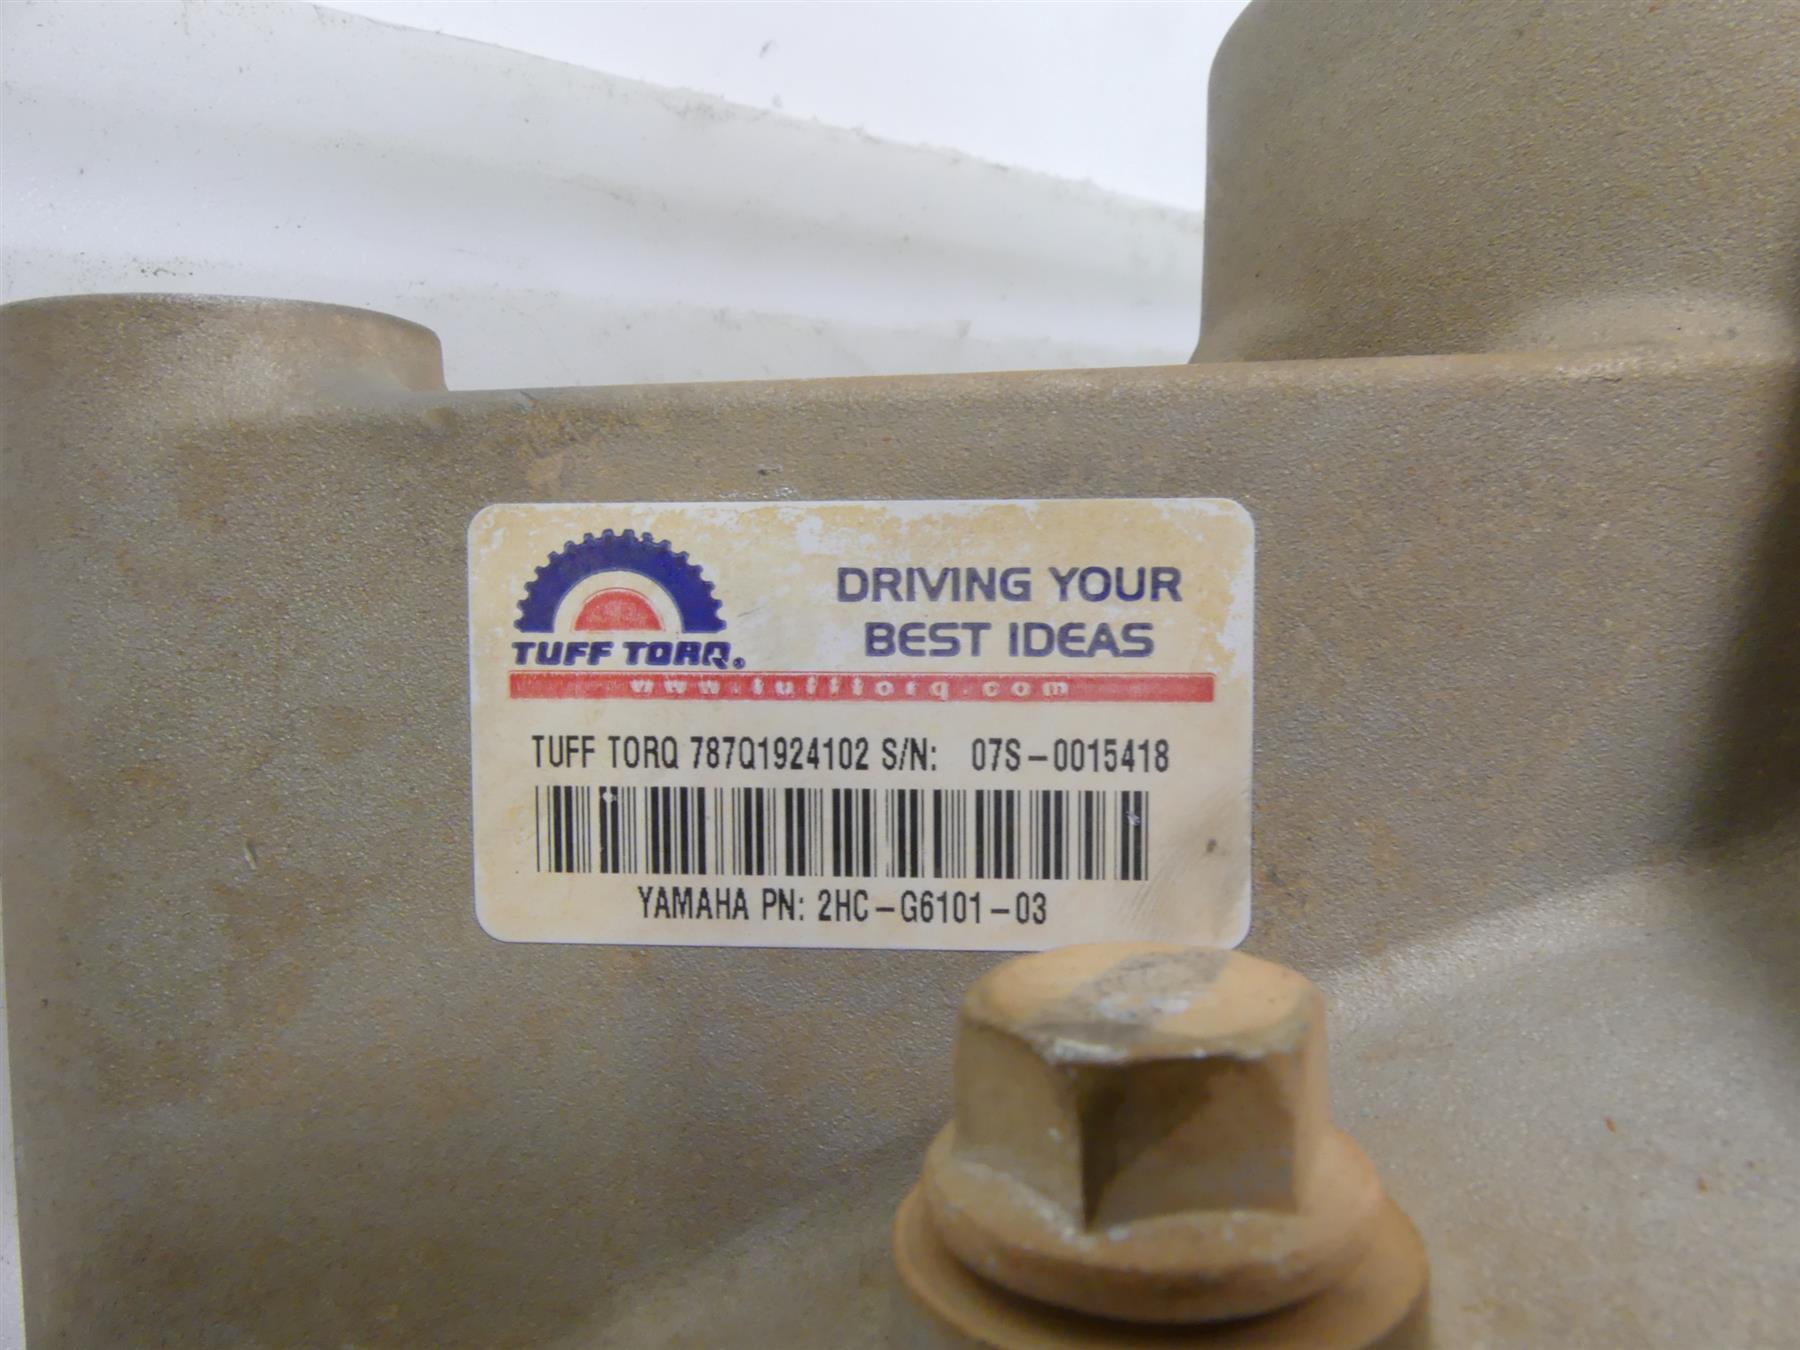 TUFF TORQ®
DRIVING YOUR
BEST IDEAS
www.tufftorq.com
TUFF TORQ 787Q1924102 S/N: 07S-0015418
YAMAHA PN: 2HC-G6101-03